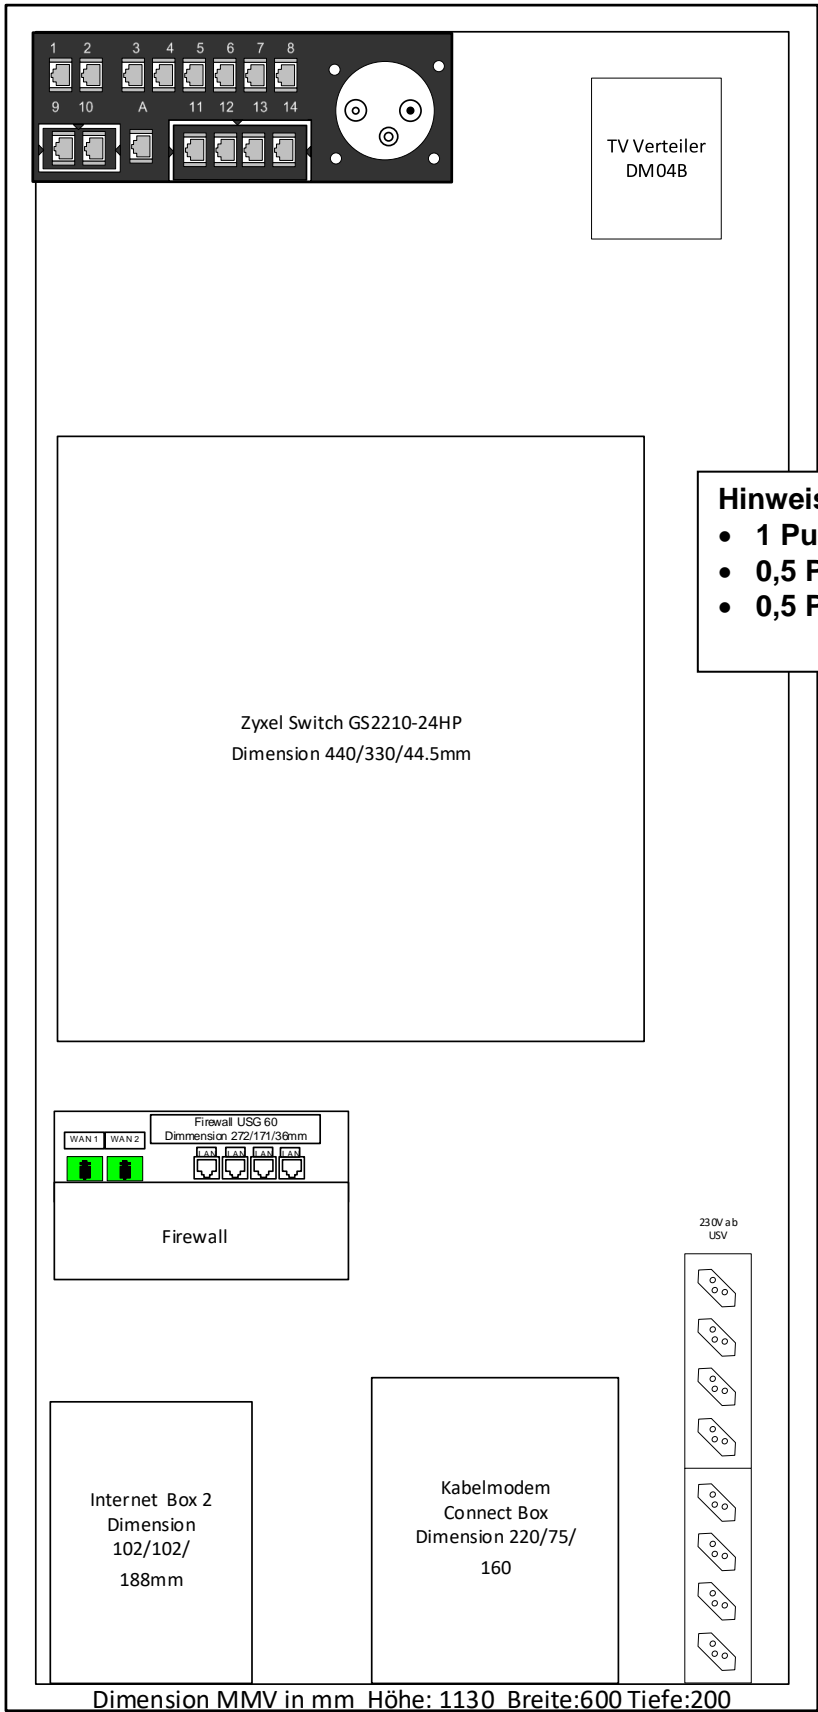 1 2 3 4 5 6 7 8
9 10 A 11 12 13 14
TV Verteiler
DM04B
Hinweis
• 1 Pu
• 0,5 P
• 0,5 P
Zyxel Switch GS2210-24HP
Dimension 440/330/44.5mm
Firewall USG 60
Dimmension 272/171/36mm
WAN 1 WAN 2
LAN LAN LAN LAN
Firewall
230V ab
USV
Internet Box 2
Dimension
102/102/
188mm
Kabelmodem
Connect Box
Dimension 220/75/
160
Dimension MMV in mm Höhe: 1130 Breite:600 Tiefe:200